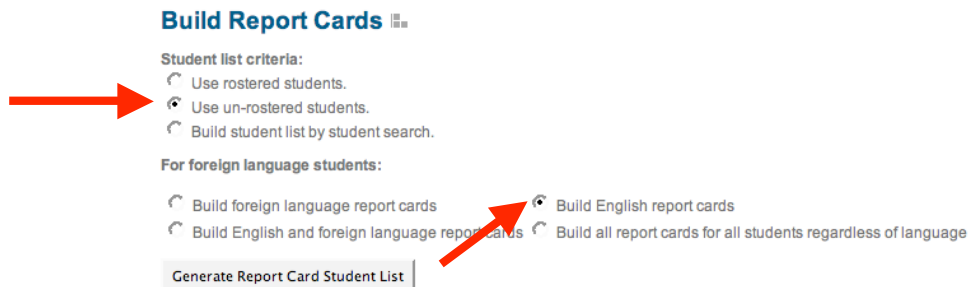 Build Report Cards
Student list criteria:
Use rostered students.
Use un-rostered students.
Build student list by student search.
For foreign language students:
Build foreign language report cards Build English report cards
Build English and foreign language report cards Build all report cards for all students regardless of language
Generate Report Card Student List